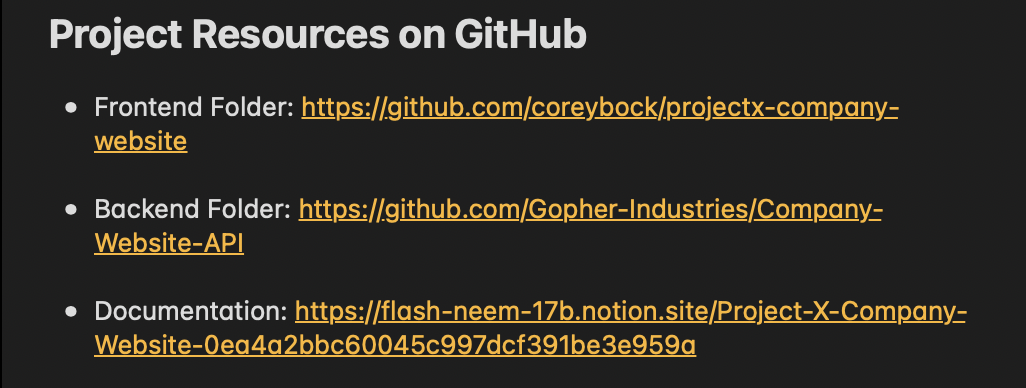 Project Resources on GitHub
• Frontend Folder: https://github.com/coreybock/projectx-company-
website
• Backend Folder: https://github.com/Gopher-Industries/Company-
Website-API
• Documentation: https://flash-neem-17b.notion.site/Project-X-Company-
Website-0ea4a2bbc60045c997dcf391be3e959a